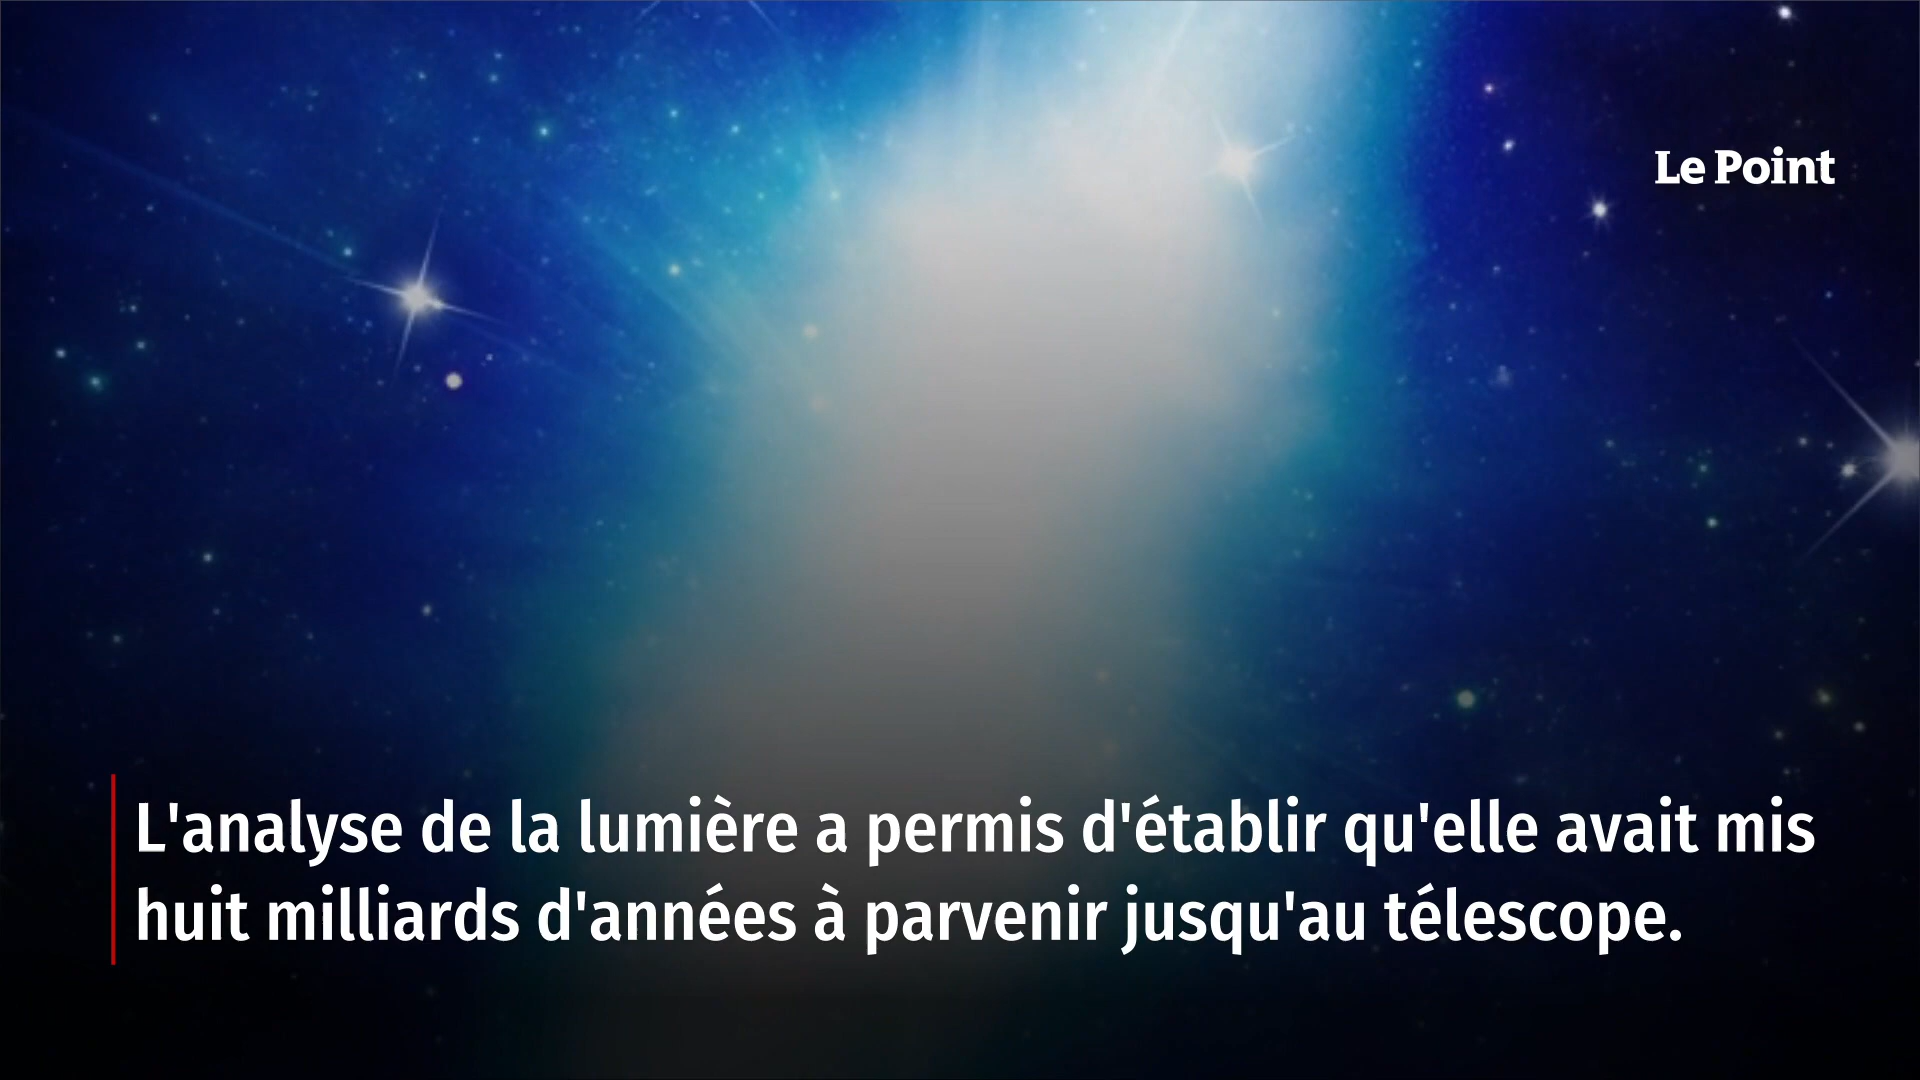 Le Point
L'analyse de la lumière a permis d'établir qu'elle avait mis
huit milliards d'années à parvenir jusqu'au télescope.